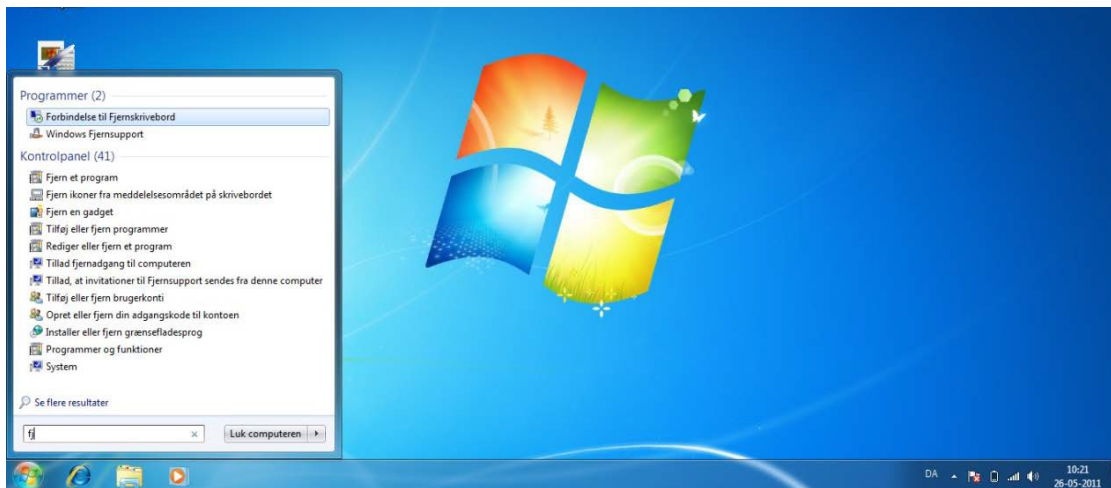 Programmer (2)
Forbindelse til Fjernskrivebord
Windows Fjernsupport
Kontrolpanel (41)
Fjern et program
Fjern ikoner fra meddelelsesområdet på skrivebordet
Fjern en gadget
Tilføj eller fjern programmer
Rediger eller fjern et program
Tillad fjernadgang til computeren
Tillad, at invitationer til Fjernsupport sendes fra denne computer
Tilføj eller fjern brugerkonti
Opret eller fjern din adgangskode til kontoen
Installer eller fjern grænsefladesprog
Programmer og funktioner
System
Se flere resultater
fj
Luk computeren
DA
10:21
26-05-2011